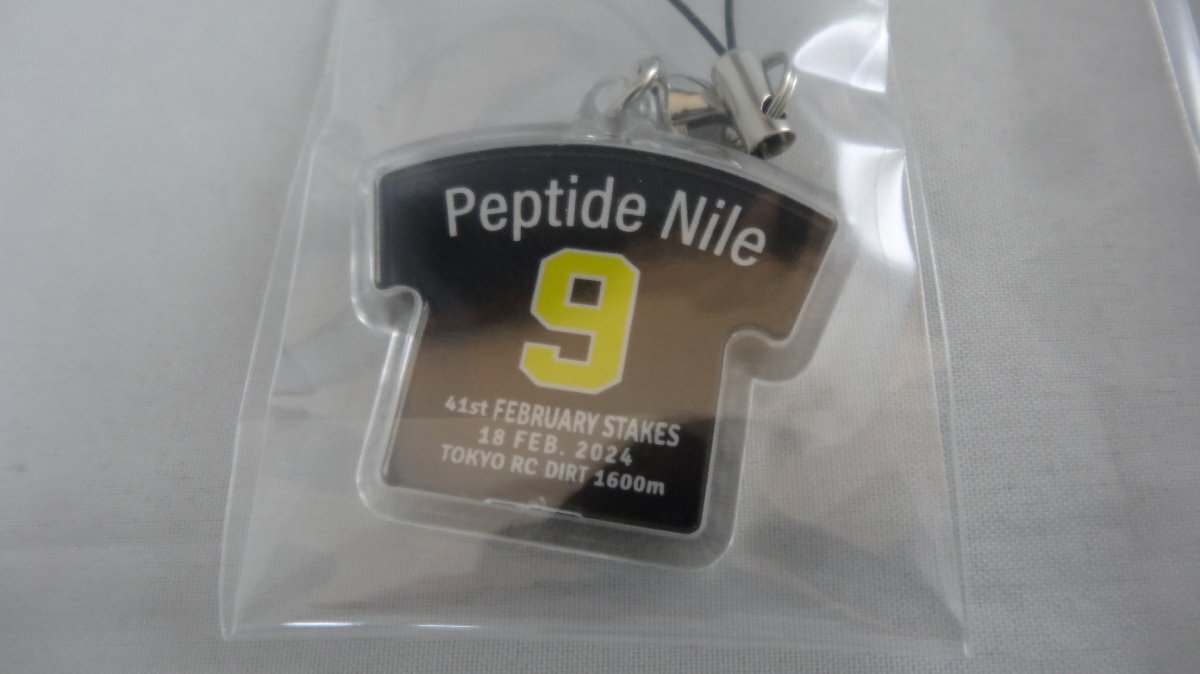 Peptide Nile
9
41st FEBRUARY STAKES
18 FEB. 2024
TOKYO RC DIRT 1600m